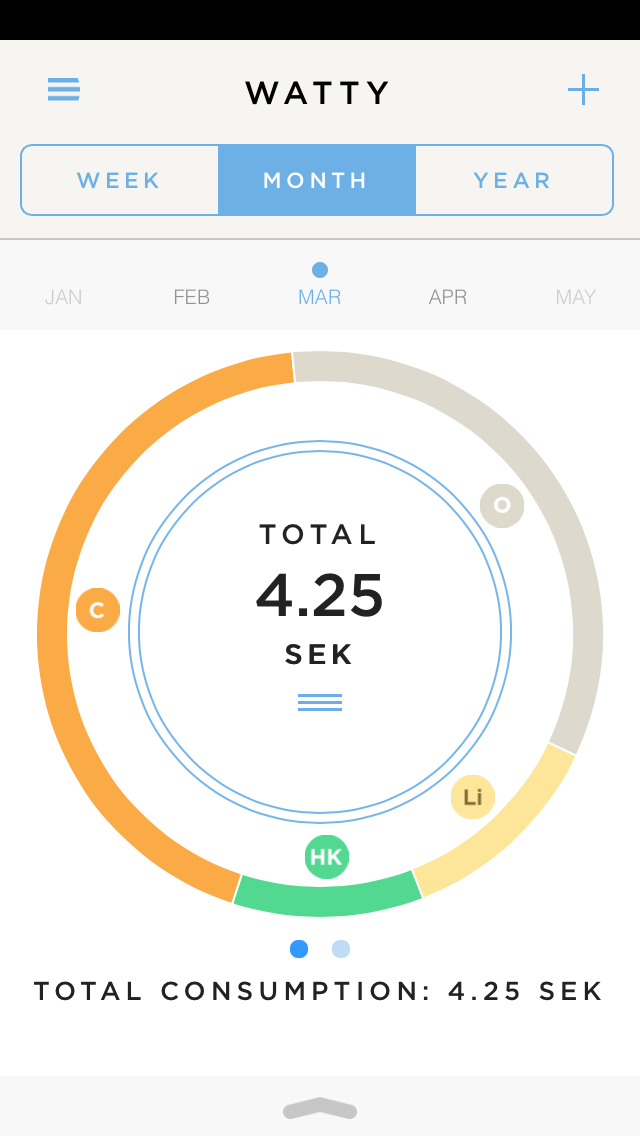 WATTY
WEEK MONTH YEAR
JAN FEB MAR APR MAY
O
TOTAL
4.25
C
SEK
Li
HK
TOTAL CONSUMPTION: 4.25 SEK